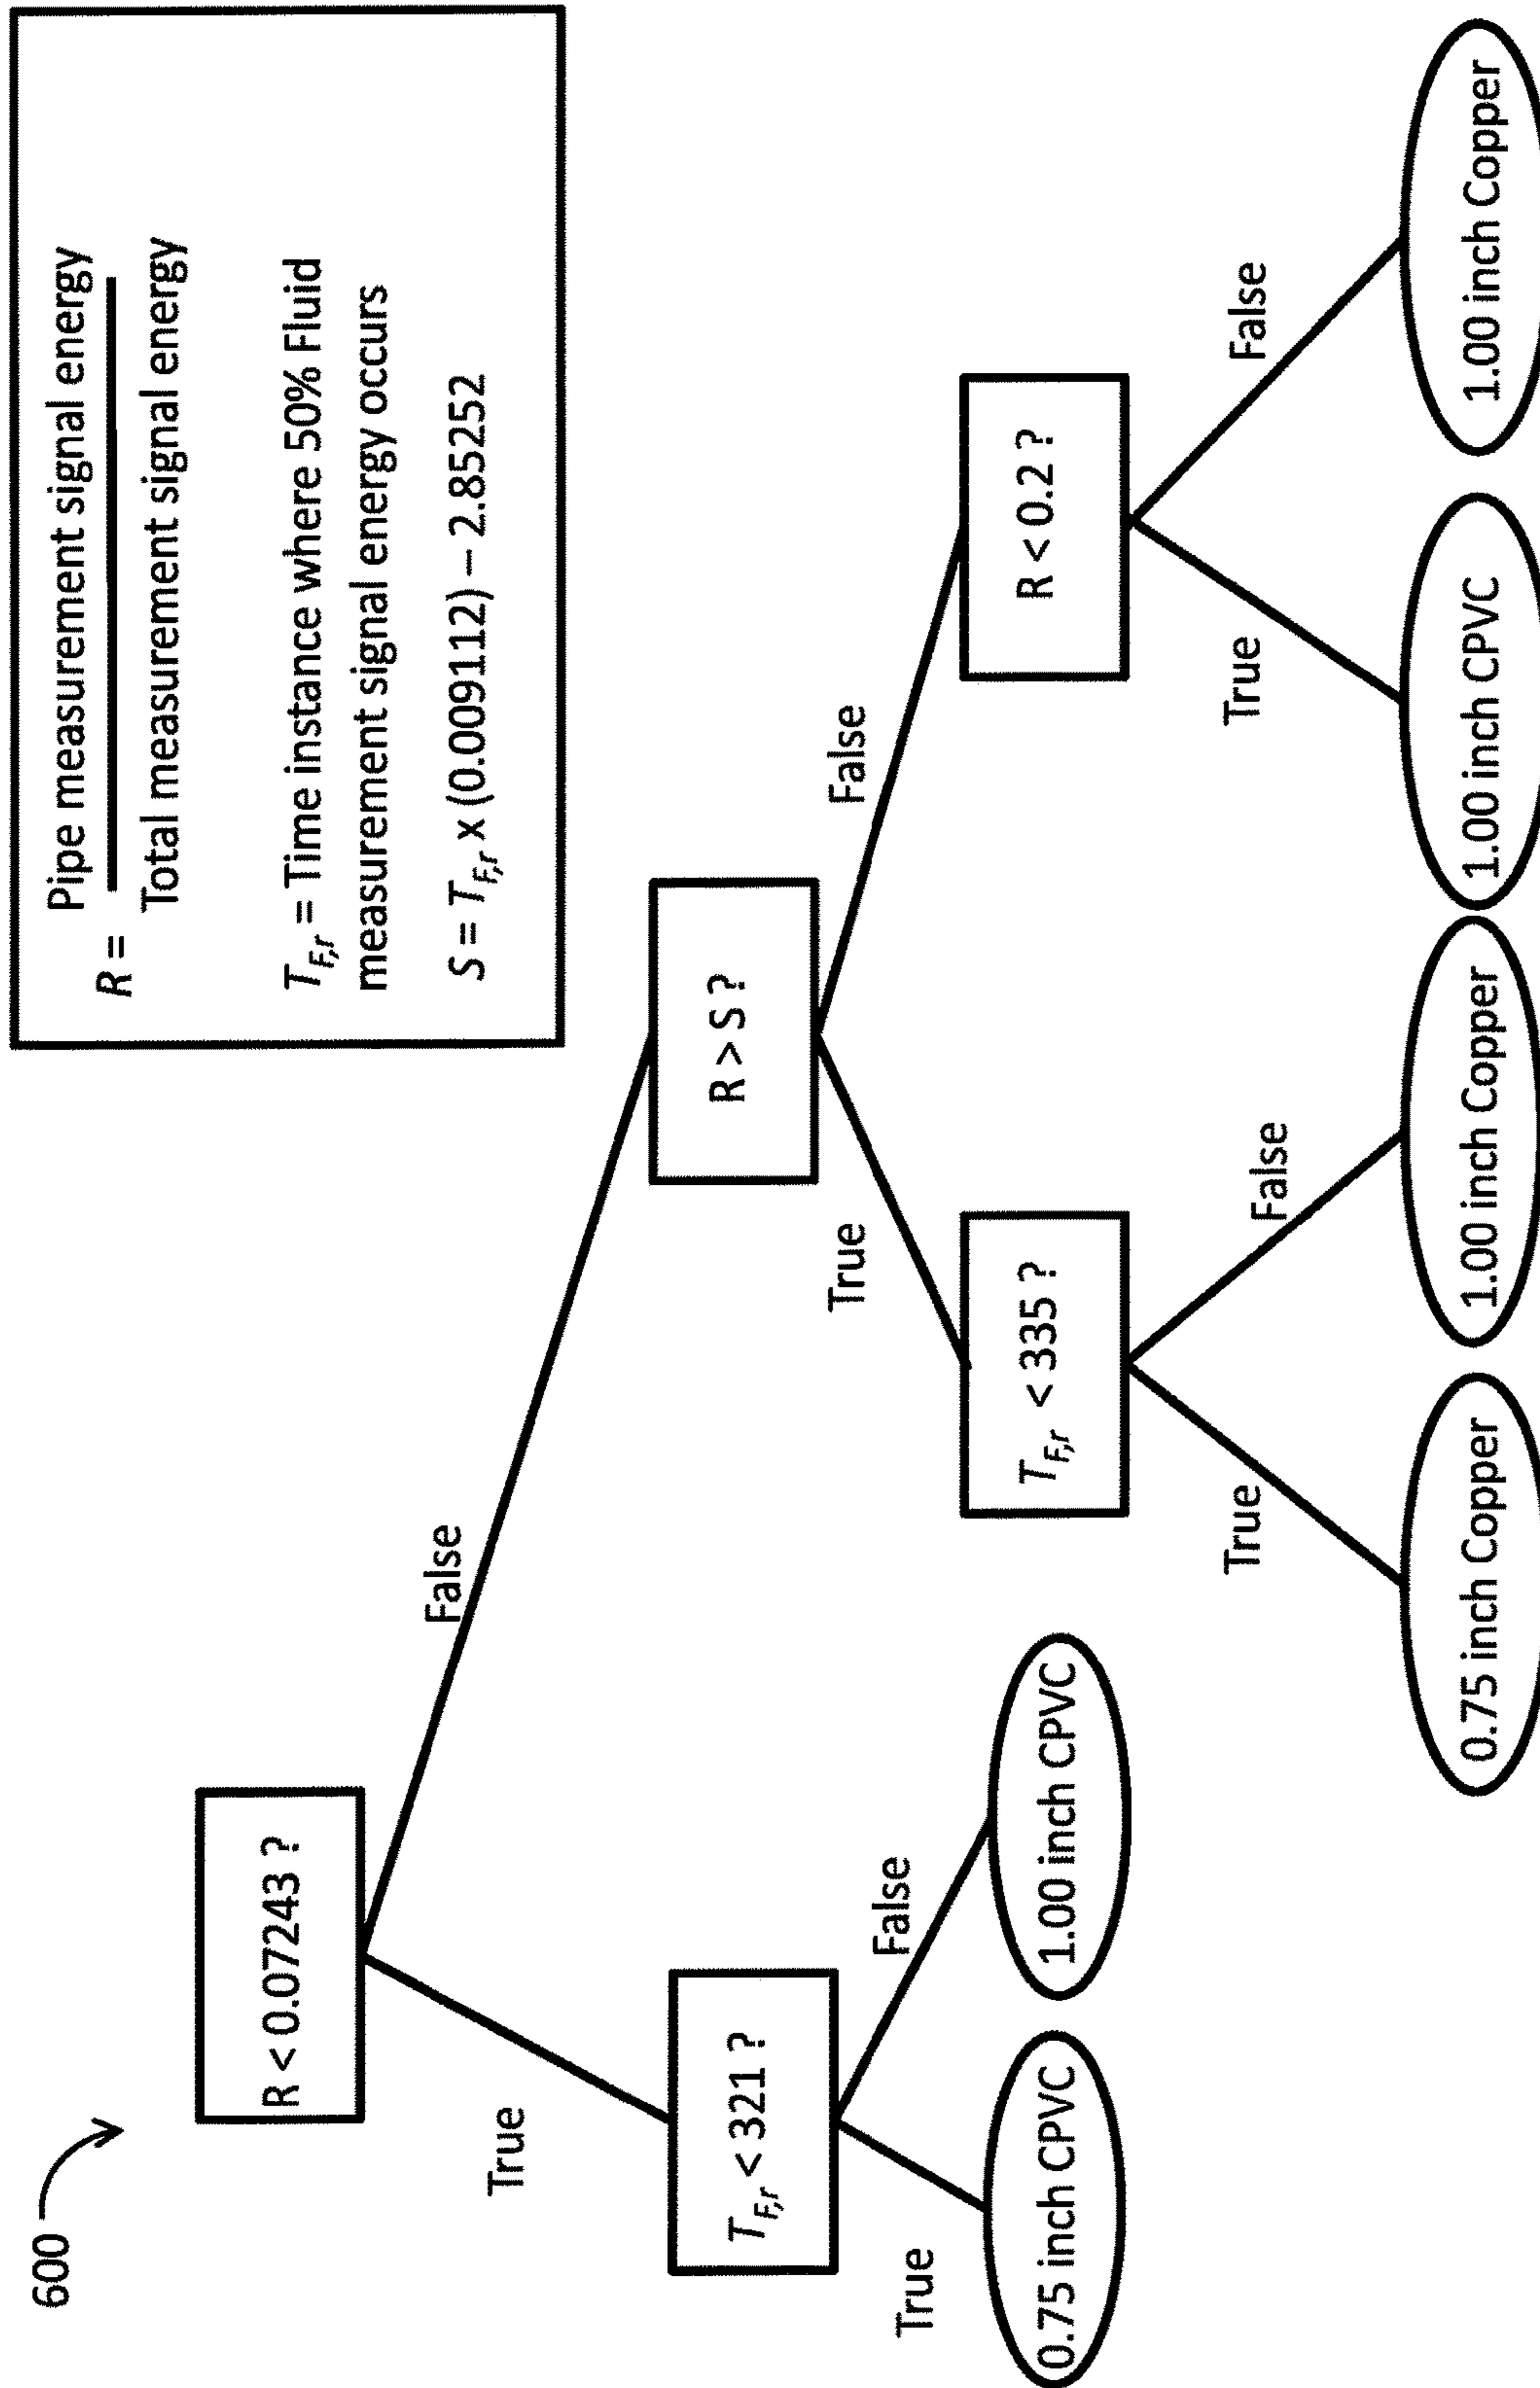 600
R =
Pipe measurement signal energy
Total measurement signal energy
T_F,r = Time instance where 50% Fluid
measurement signal energy occurs
S = T_F,r x (0.009112) – 2.85252
R < 0.07243 ?
True
False
T_F,r < 321 ?
R > S ?
True
False
True
False
0.75 inch CPVC
1.00 inch CPVC
T_F,r < 335 ?
R < 0.2 ?
True
False
True
False
0.75 inch Copper
1.00 inch Copper
1.00 inch CPVC
1.00 inch Copper